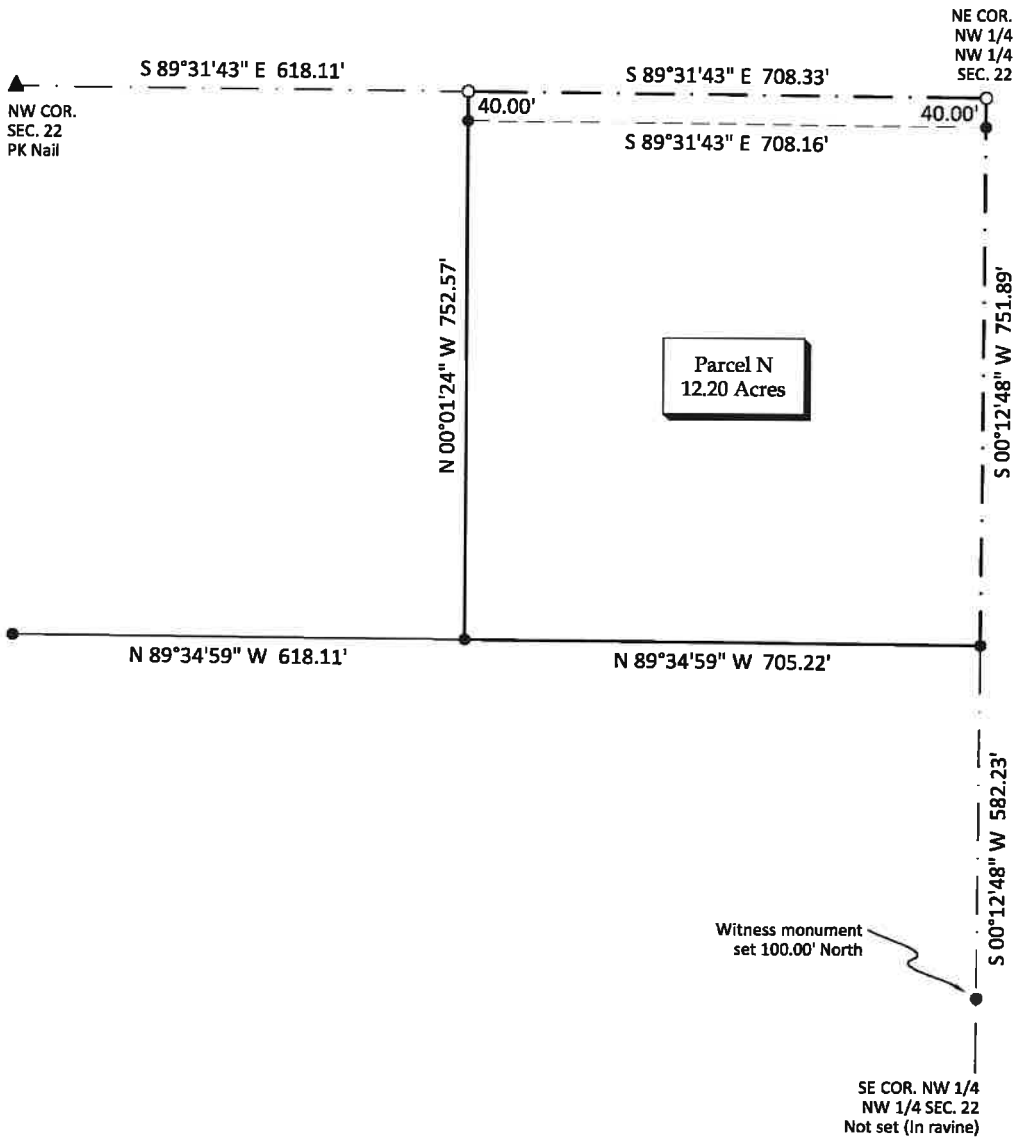 NE COR.
NW 1/4
NW 1/4
SEC. 22
S 89°31'43" E 618.11'
S 89°31'43" E 708.33'
NW COR.
SEC. 22
PK Nail
40.00'
40.00'
S 89°31'43" E 708.16'
N 00°01'24" W 752.57'
S 00°12'48" W 751.89'
Parcel N
12.20 Acres
N 89°34'59" W 618.11'
N 89°34'59" W 705.22'
S 00°12'48" W 582.23'
Witness monument
set 100.00' North
SE COR. NW 1/4
NW 1/4 SEC. 22
Not set (In ravine)